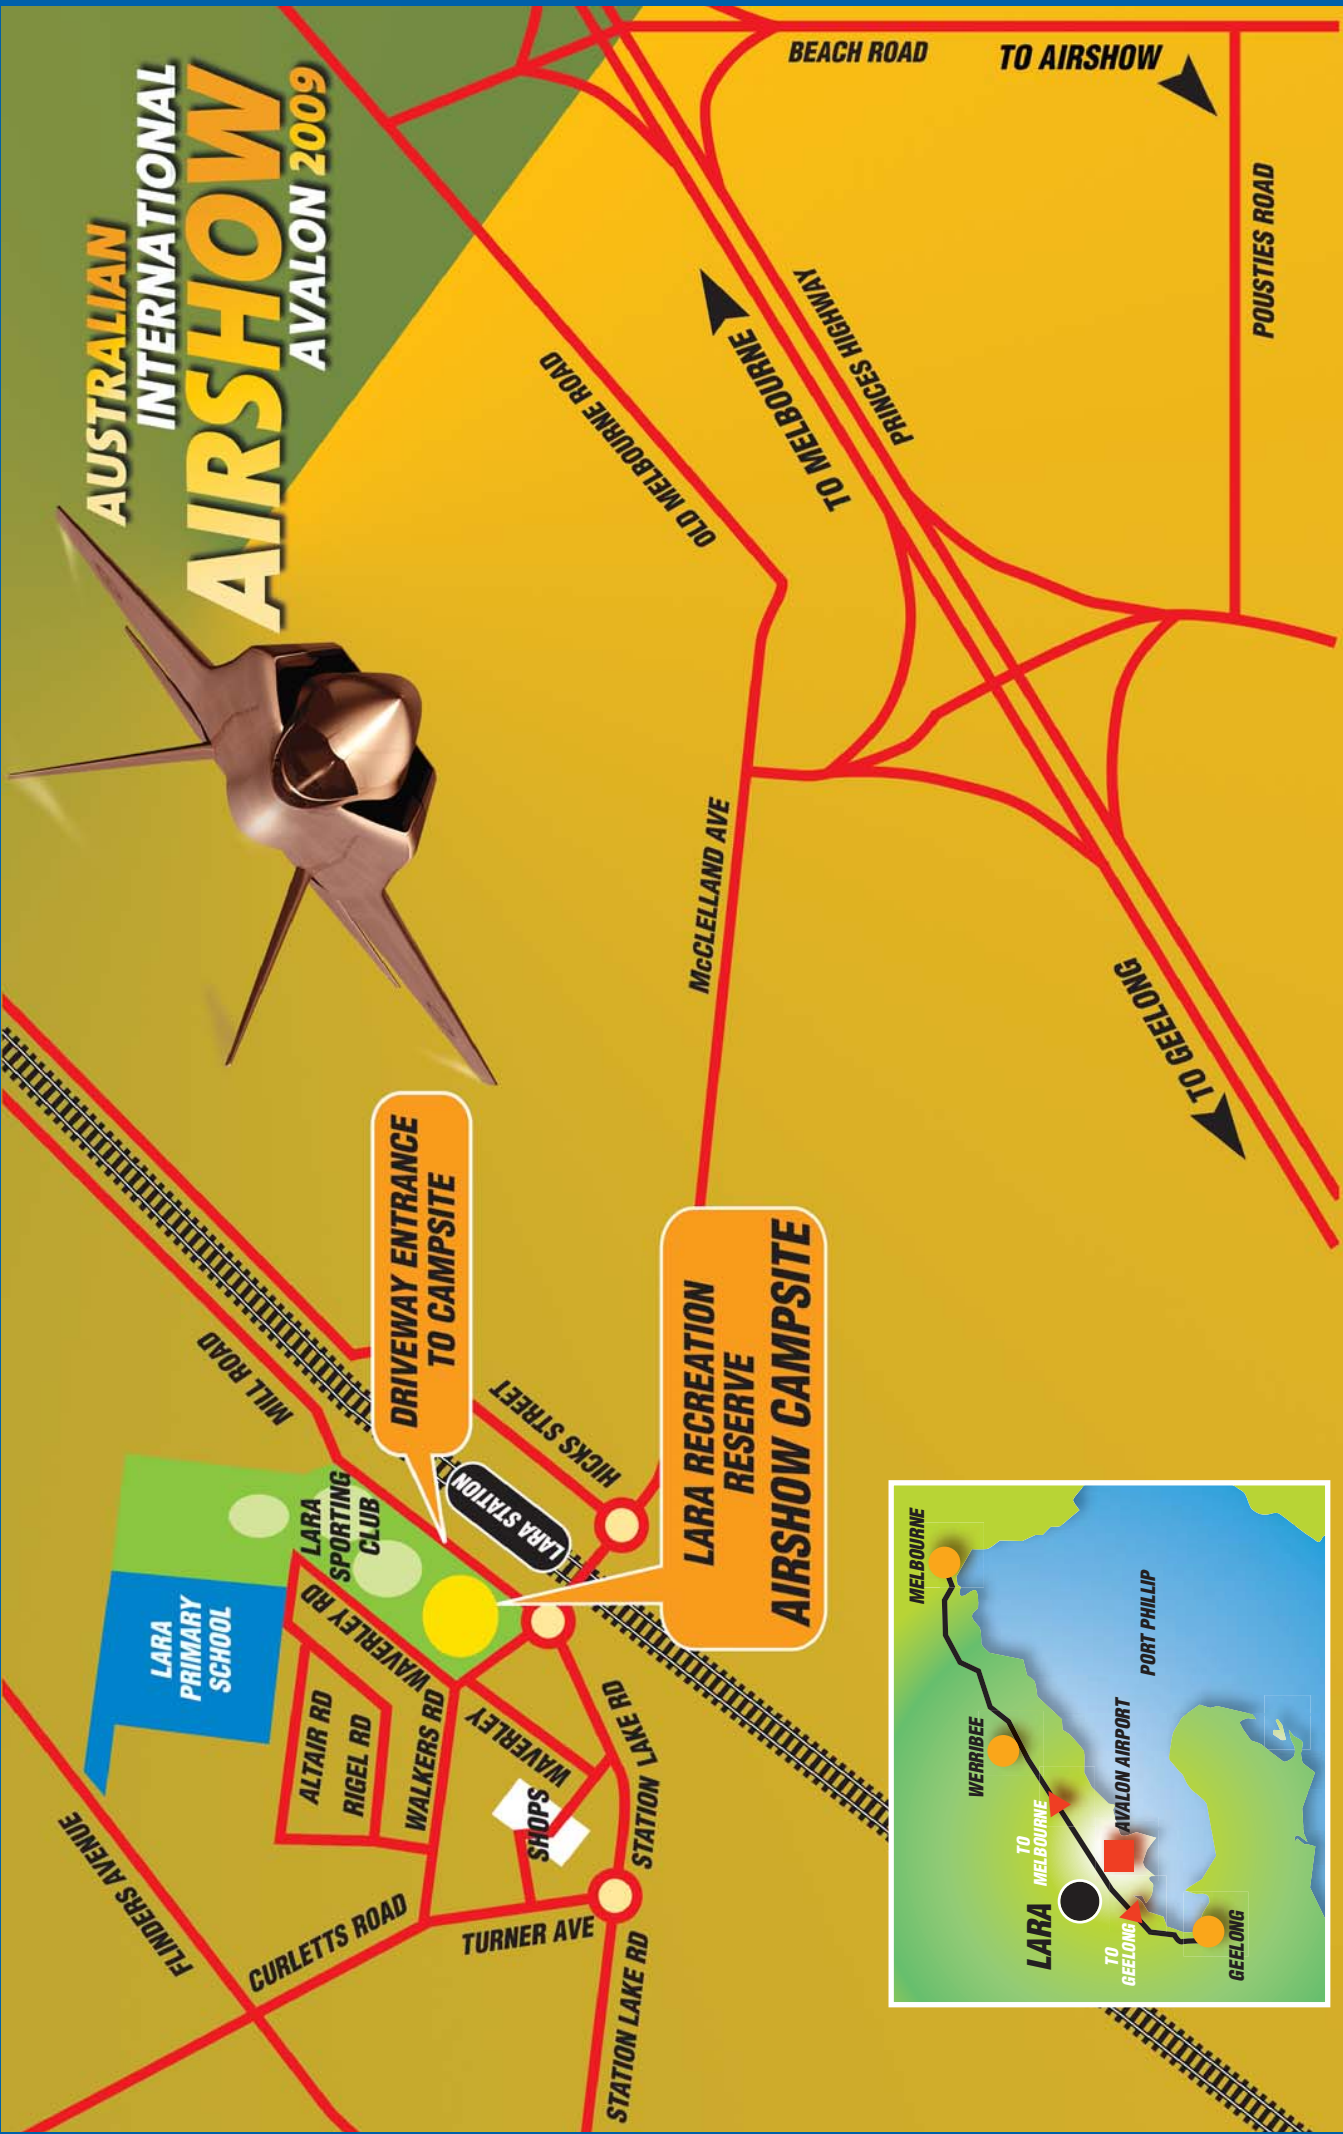 AUSTRALIAN
INTERNATIONAL
AIRSHOW
AVALON 2009
FLINDERS AVENUE
LARA
PRIMARY
SCHOOL
MILL ROAD
LARA
SPORTING
CLUB
DRIVEWAY ENTRANCE
TO CAMPSITE
CURLETTS ROAD
ALTAIR RD
RIGEL RD
WAVERLEY RD
WALKERS RD
WAVERLEY
WAVERLEY
TURNER AVE
SHOPS
LARA STATION
HICKS STREET
STATION LAKE RD
STATION LAKE RD
LARA RECREATION
RESERVE
AIRSHOW CAMPSITE
McCLELLAND AVE
OLD MELBOURNE ROAD
TO MELBOURNE
PRINCES HIGHWAY
BEACH ROAD
TO AIRSHOW
POUSTIES ROAD
TO GEELONG
MELBOURNE
WERRIBEE
TO
MELBOURNE
LARA
TO
GEELONG
AVALON AIRPORT
PORT PHILLIP
GEELONG